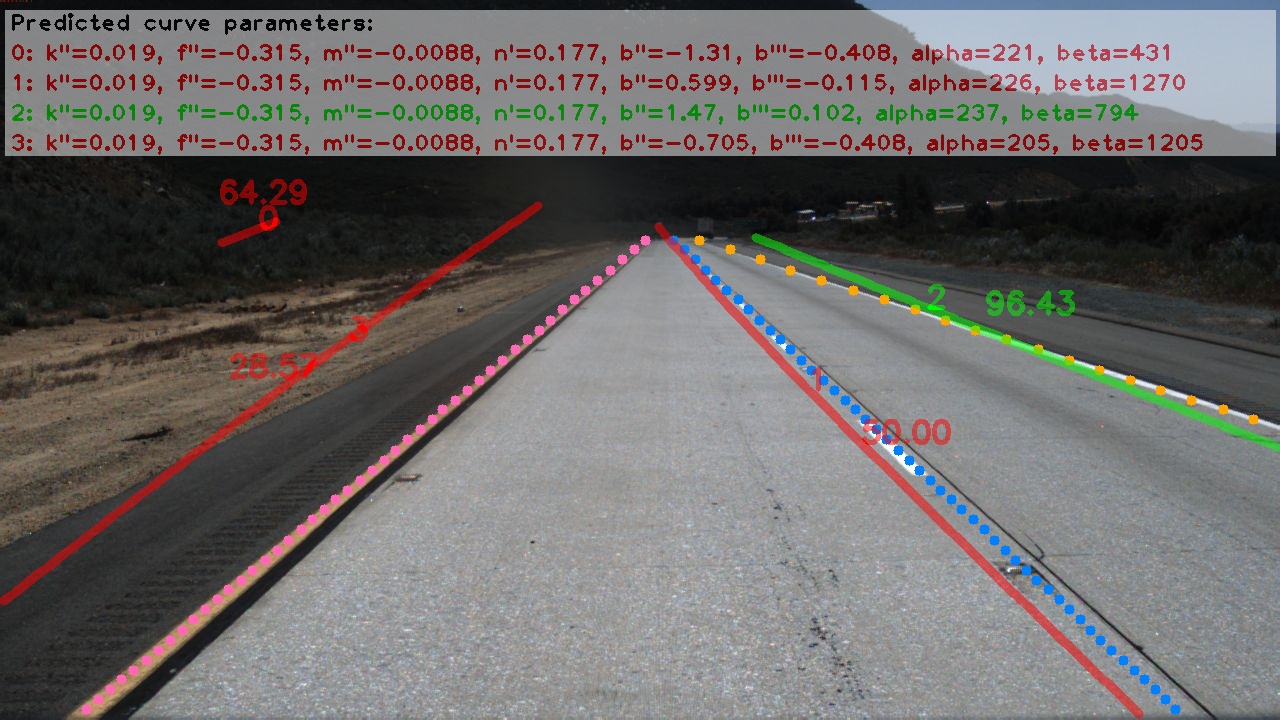 Predicted curve parameters:
0: k''=0.019, f''=-0.315, m''=-0.0088, n'=0.177, b''=-1.31, b'''=-0.408, alpha=221, beta=431
1: k''=0.019, f''=-0.315, m''=-0.0088, n'=0.177, b''=0.599, b'''=-0.115, alpha=226, beta=1270
2: k''=0.019, f''=-0.315, m''=-0.0088, n'=0.177, b''=1.47, b'''=0.102, alpha=237, beta=794
3: k''=0.019, f''=-0.315, m''=-0.0088, n'=0.177, b''=-0.705, b'''=-0.408, alpha=205, beta=1205
64.29
0
2 96.43
3
28.57
1
50.00